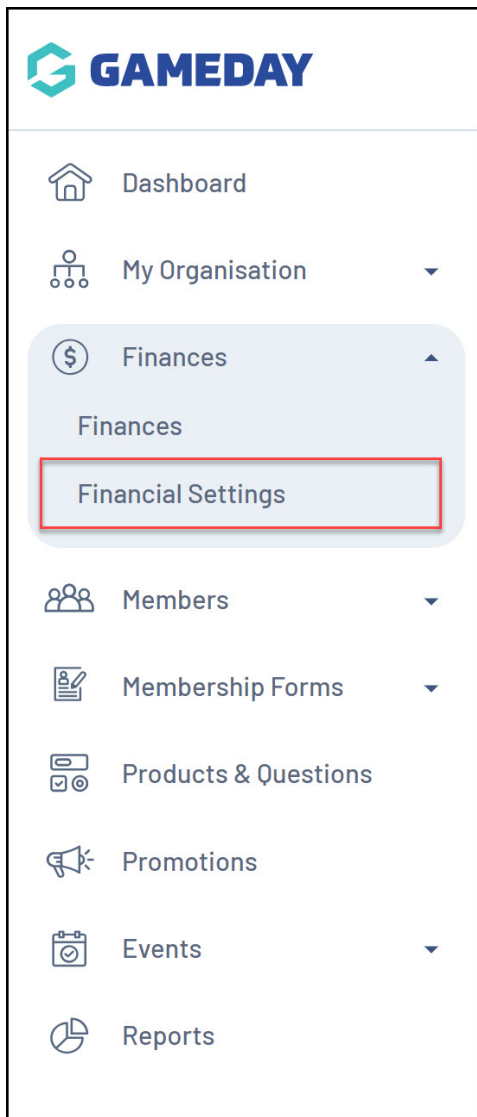 GAMEDAY
Dashboard
My Organisation
Finances
Finances
Financial Settings
Members
Membership Forms
Products & Questions
Promotions
Events
Reports